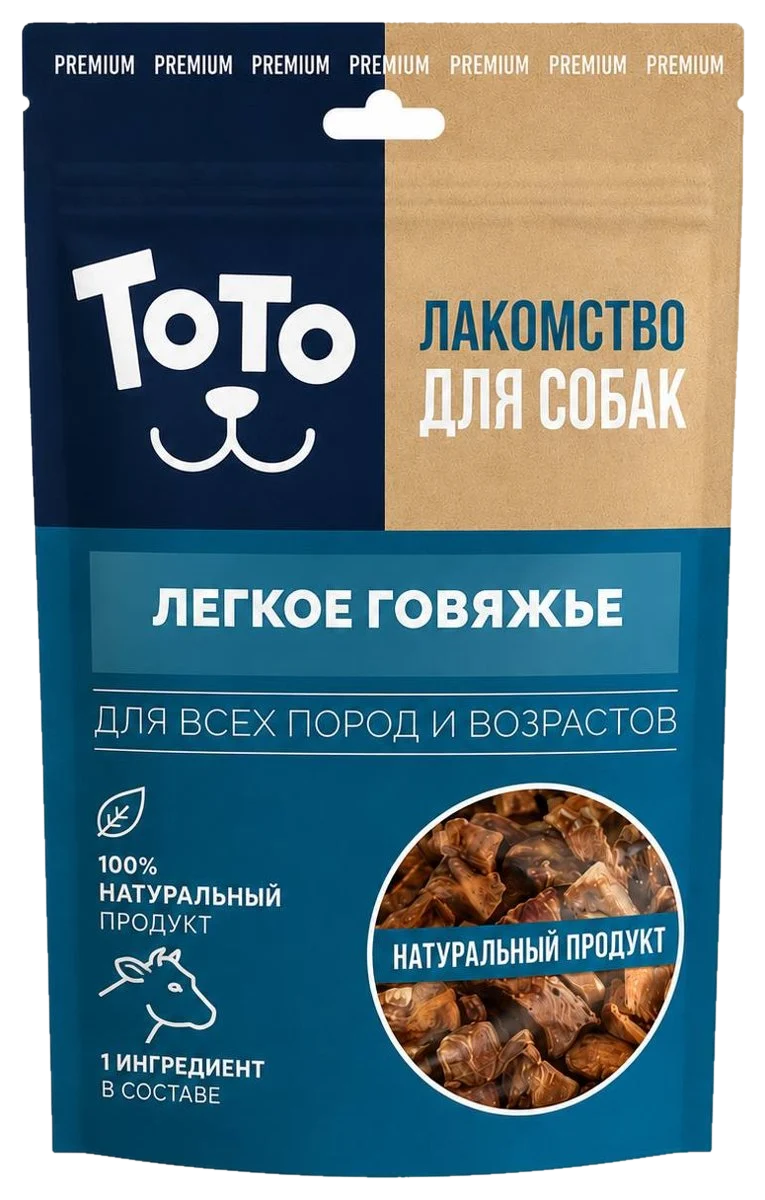 PREMIUM PREMIUM PREMIUM PREMIUM PREMIUM PREMIUM PREMIUM
ТоТо
ЛАКОМСТВО
ДЛЯ СОБАК
ЛЕГКОЕ ГОВЯЖЬЕ
ДЛЯ ВСЕХ ПОРОД И ВОЗРАСТОВ
100%
НАТУРАЛЬНЫЙ
ПРОДУКТ
НАТУРАЛЬНЫЙ ПРОДУКТ
1 ИНГРЕДИЕНТ
В СОСТАВЕ